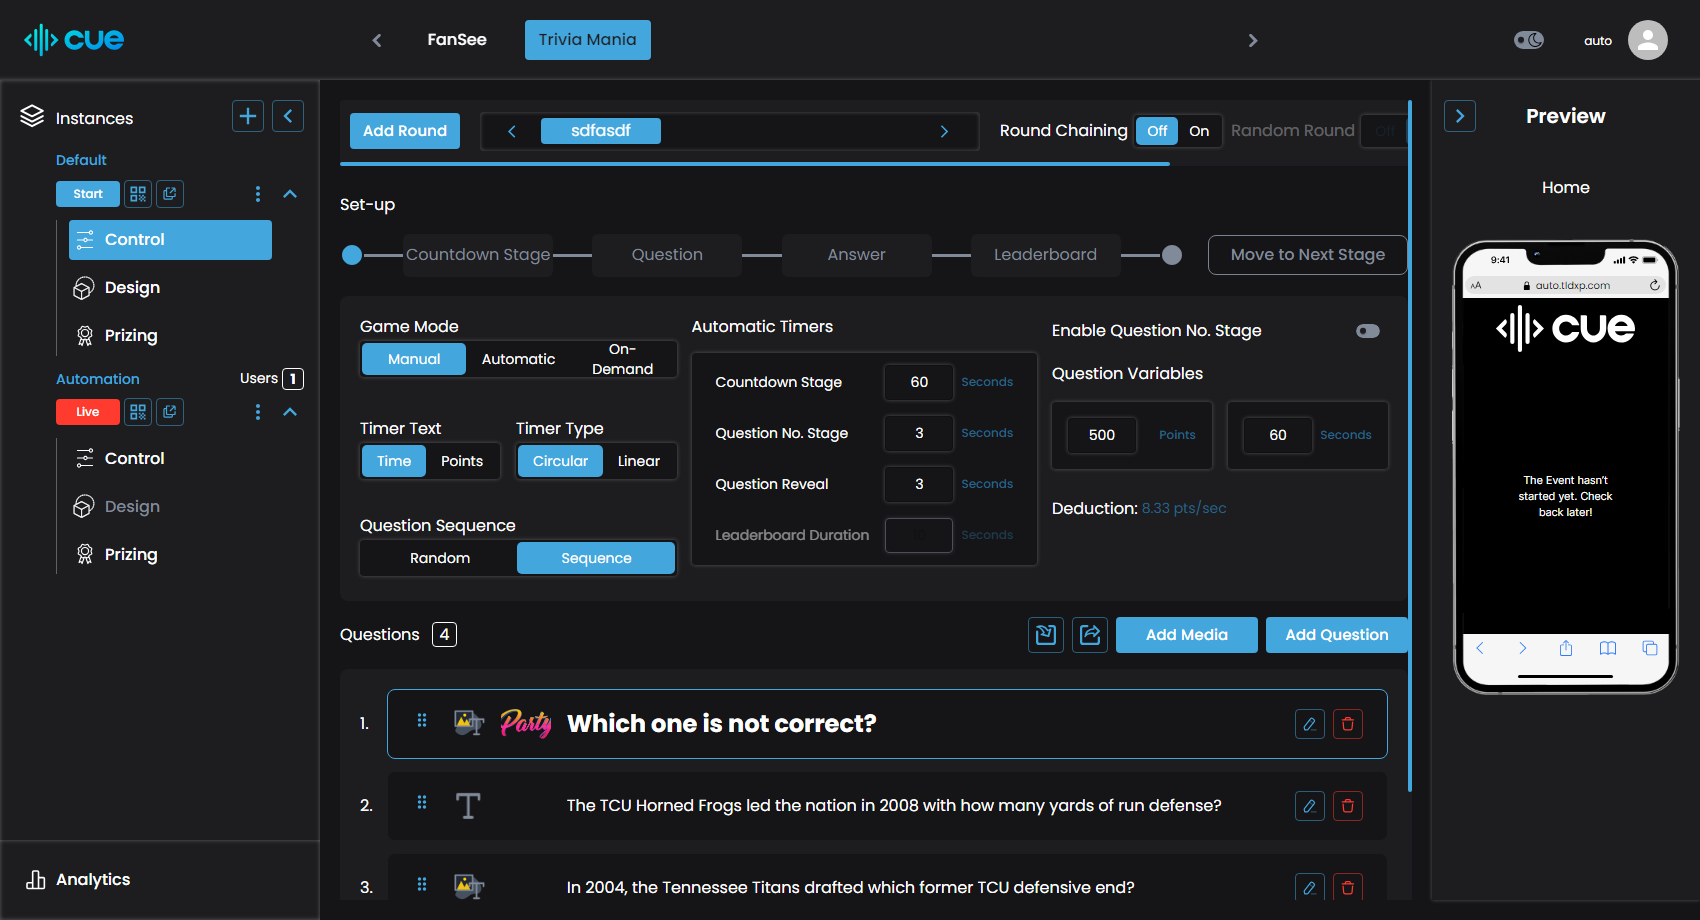 cue
FanSee
Trivia Mania
auto
Instances
Default
Start
Control
Design
Prizing
Automation
Users 1
Live
Control
Design
Prizing
Analytics
Add Round
sdfasdf
Round Chaining
Off
On
Random Round
Off
Set-up
Countdown Stage
Question
Answer
Leaderboard
Move to Next Stage
Game Mode
Manual
Automatic
On-
Demand
Timer Text
Time
Points
Timer Type
Circular
Linear
Question Sequence
Random
Sequence
Automatic Timers
Countdown Stage
60
Seconds
Question No. Stage
3
Seconds
Question Reveal
3
Seconds
Leaderboard Duration
Seconds
Enable Question No. Stage
Question Variables
500
Points
60
Seconds
Deduction: 8.33 pts/sec
Questions 4
Add Media
Add Question
1.
Party
Which one is not correct?
2.
T
The TCU Horned Frogs led the nation in 2008 with how many yards of run defense?
3.
In 2004, the Tennessee Titans drafted which former TCU defensive end?
Preview
Home
9:41
AA
auto.tldxp.com
cue
The Event hasn't
started yet. Check
back later!